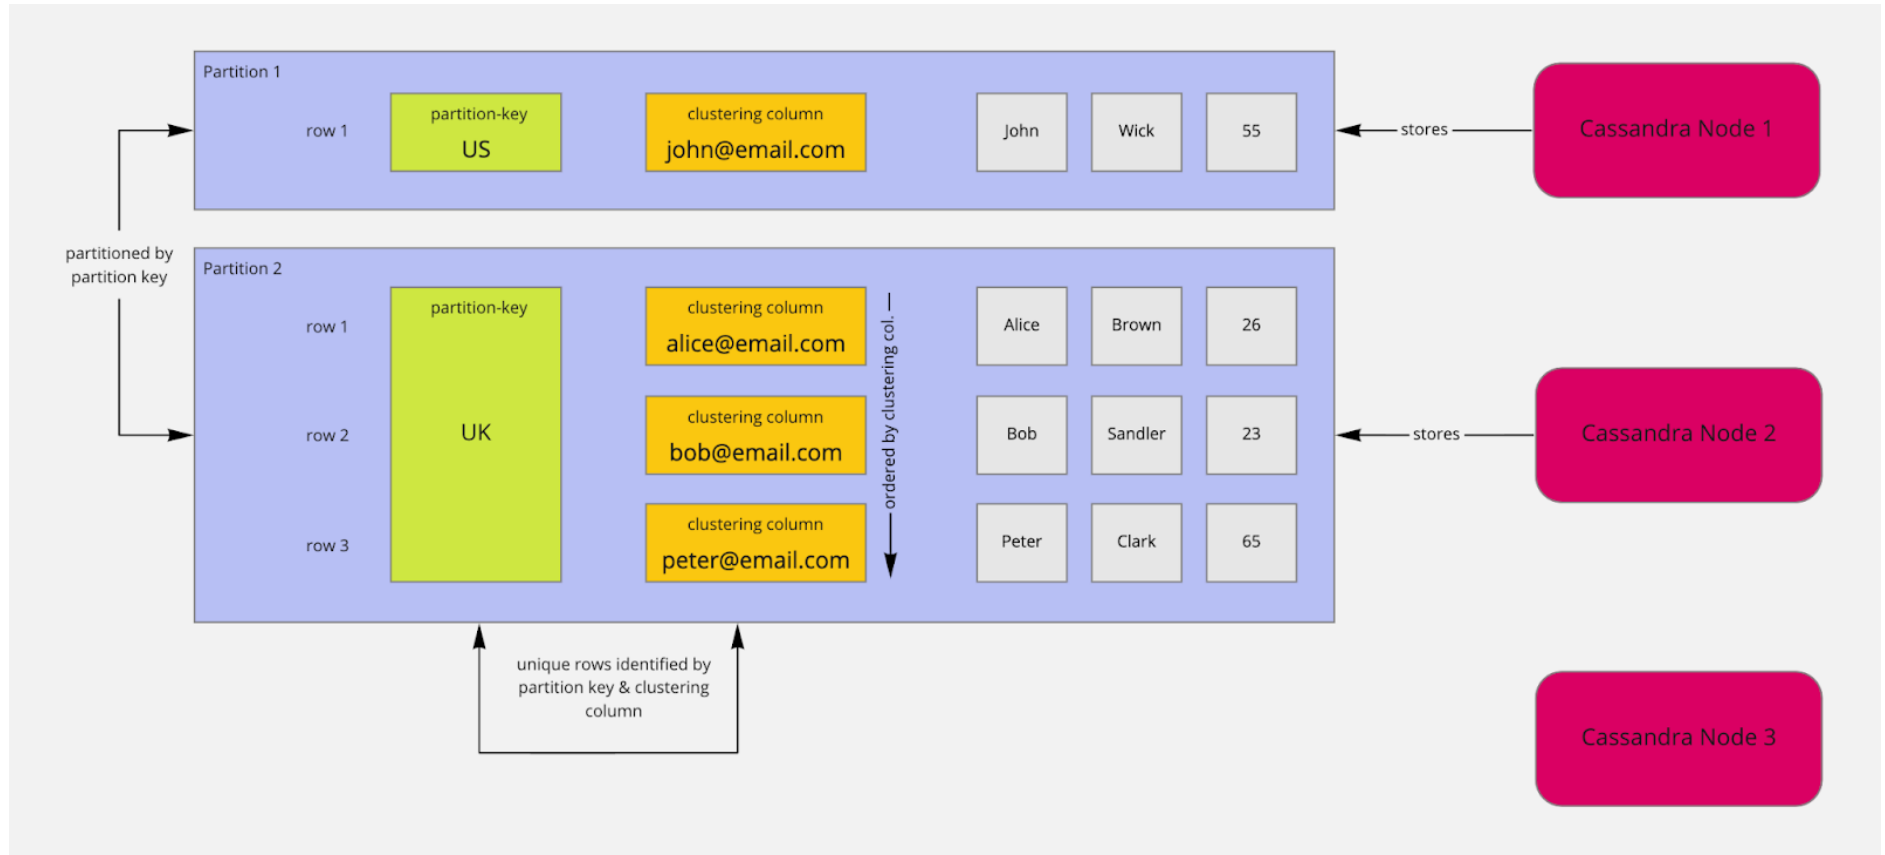 Partition 1
row 1
partition-key
US
clustering column
john@email.com
John
Wick
55
stores
Cassandra Node 1
partitioned by
partition key
Partition 2
row 1
partition-key
UK
clustering column
alice@email.com
Alice
Brown
26
row 2
clustering column
bob@email.com
Bob
Sandler
23
row 3
clustering column
peter@email.com
Peter
Clark
65
ordered by clustering col.
stores
Cassandra Node 2
unique rows identified by
partition key & clustering
column
Cassandra Node 3